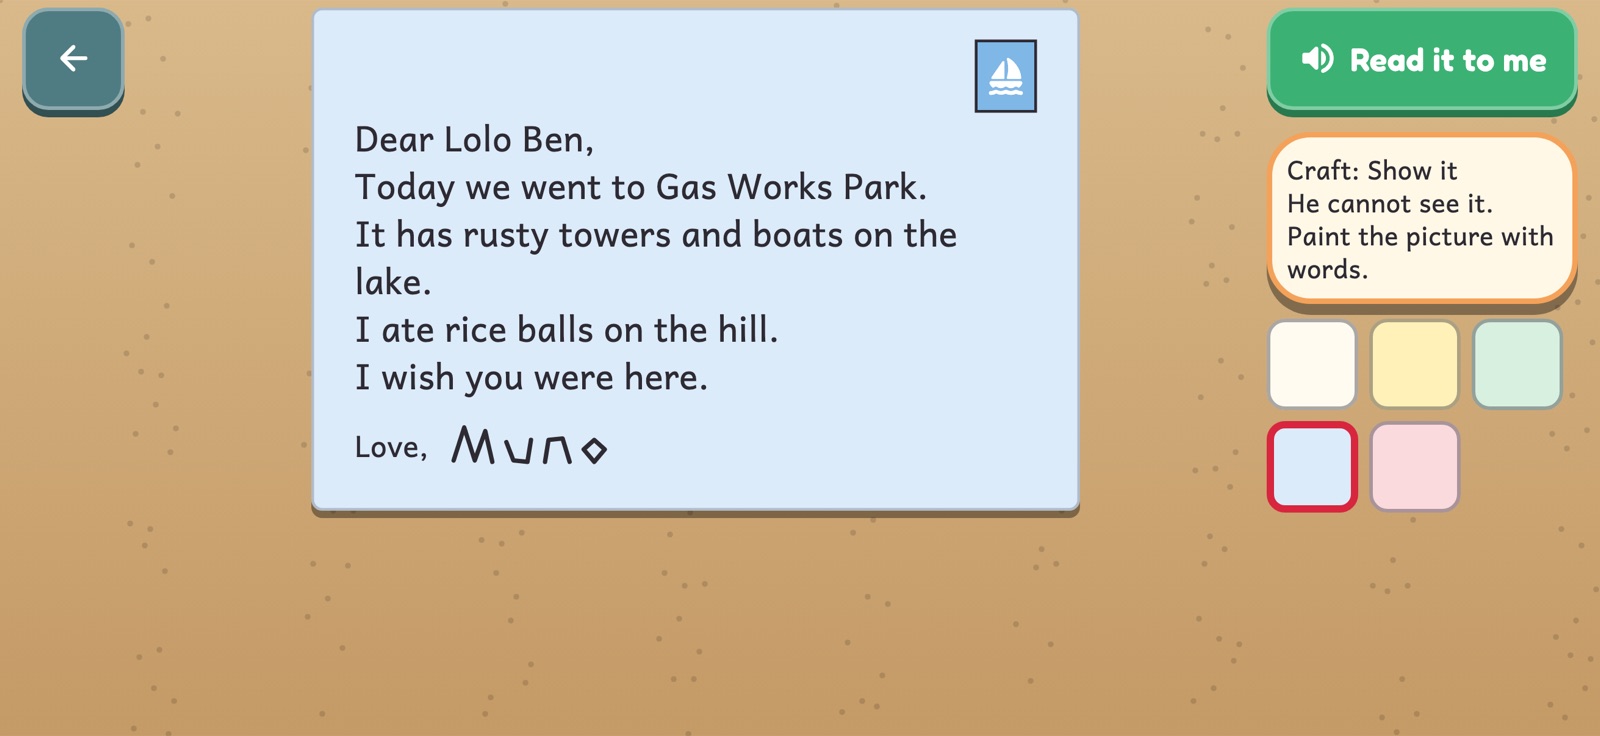 Read it to me
Dear Lolo Ben,
Today we went to Gas Works Park.
It has rusty towers and boats on the
lake.
I ate rice balls on the hill.
I wish you were here.
Love,
Craft: Show it
He cannot see it.
Paint the picture with
words.